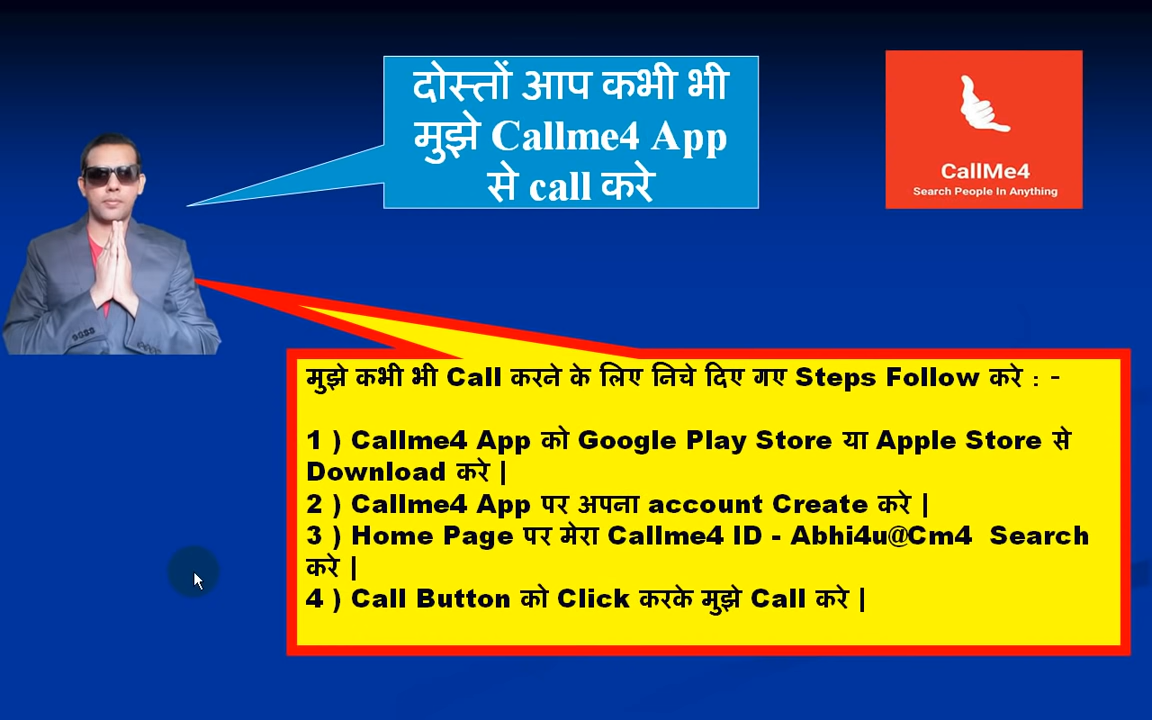 दोस्तों आप कभी भी
मुझे Callme4 App
से call करे
CallMe4
Search People In Anything
मुझे कभी भी Call करने के लिए निचे दिए गए Steps Follow करे : -
1 ) Callme4 App को Google Play Store या Apple Store से
Download करे |
2 ) Callme4 App पर अपना account Create करे |
3 ) Home Page पर मेरा Callme4 ID - Abhi4u@Cm4 Search
करे |
4 ) Call Button को Click करके मुझे Call करे |